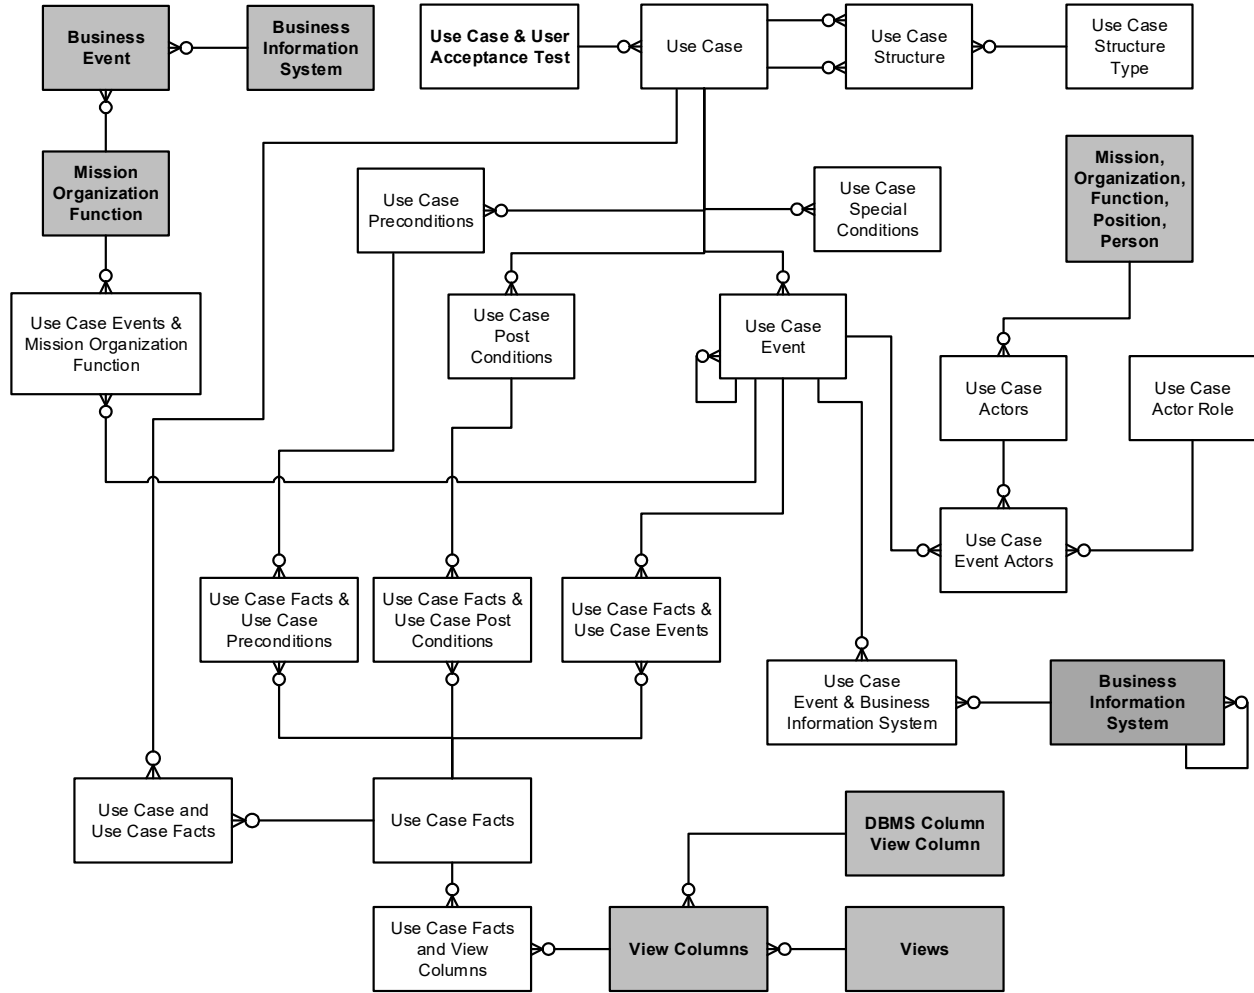 Business
Event
Business
Information
System
Use Case & User
Acceptance Test
Use Case
Use Case
Structure
Use Case
Structure
Type
Mission
Organization
Function
Use Case
Preconditions
Use Case
Special
Conditions
Mission,
Organization,
Function,
Position,
Person
Use Case Events &
Mission Organization
Function
Use Case
Post
Conditions
Use Case
Event
Use Case
Actors
Use Case
Actor Role
Use Case
Event Actors
Use Case Facts &
Use Case
Preconditions
Use Case Facts &
Use Case Post
Conditions
Use Case Facts &
Use Case Events
Use Case
Event & Business
Information System
Business
Information
System
Use Case and
Use Case Facts
Use Case Facts
DBMS Column
View Column
Use Case Facts
and View
Columns
View Columns
Views